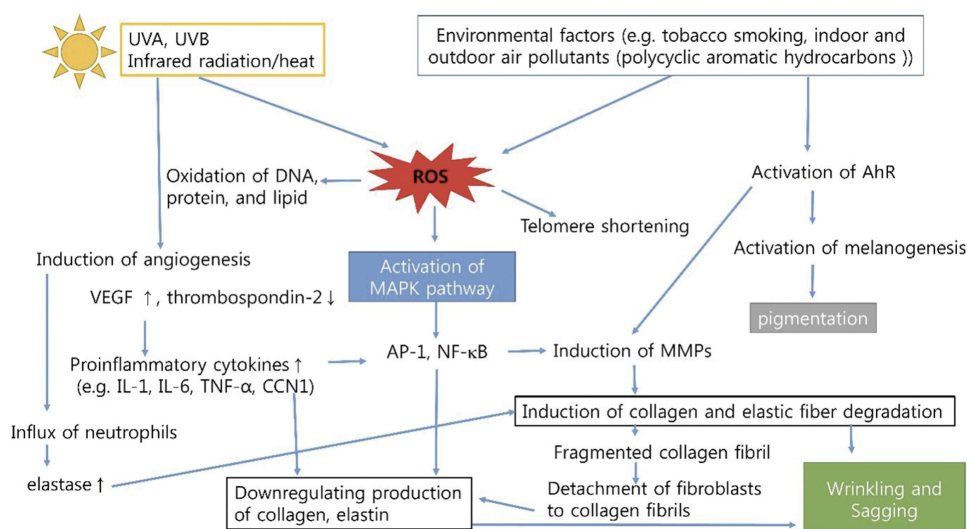 UVA, UVB
Infrared radiation/heat
Environmental factors (e.g. tobacco smoking, indoor and
outdoor air pollutants (polycyclic aromatic hydrocarbons ))
ROS
Oxidation of DNA,
protein, and lipid
Telomere shortening
Activation of AhR
Activation of melanogenesis
pigmentation
Induction of angiogenesis
VEGF ↑, thrombospondin-2↓
Activation of
MAPK pathway
Proinflammatory cytokines↑
(e.g. IL-1, IL-6, TNF-α, CCN1)
AP-1, NF-κB
Induction of MMPs
Induction of collagen and elastic fiber degradation
Influx of neutrophils
elastase↑
Fragmented collagen fibril
Detachment of fibroblasts
to collagen fibrils
Downregulating production
of collagen, elastin
Wrinkling and
Sagging